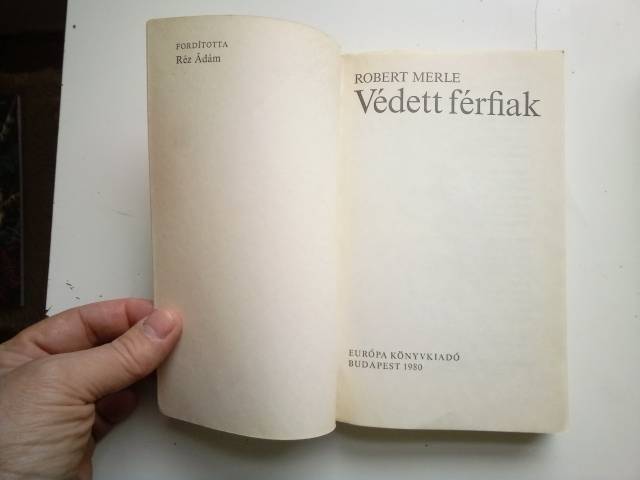 FORDÍTOTTA
Réz Ádám
ROBERT MERLE
Védett férfiak
EURÓPA KÖNYVKIADÓ
BUDAPEST 1980